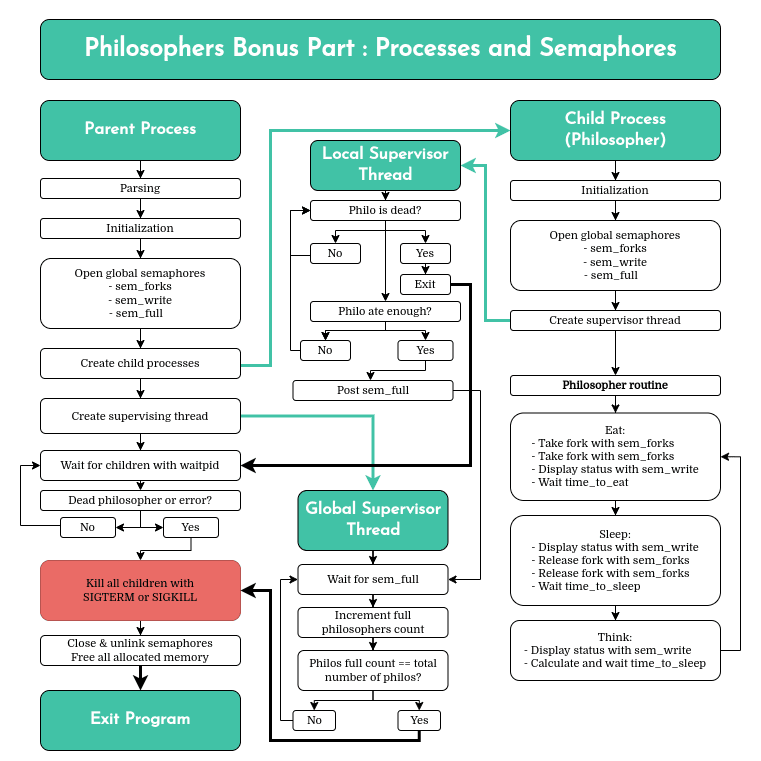 Philosophers Bonus Part : Processes and Semaphores
Parent Process
Parsing
Initialization
Open global semaphores
- sem_forks
- sem_write
- sem_full
Create child processes
Create supervising thread
Wait for children with waitpid
Dead philosopher or error?
No
Yes
Kill all children with
SIGTERM or SIGKILL
Close & unlink semaphores
Free all allocated memory
Exit Program
Local Supervisor
Thread
Philo is dead?
No
Yes
Exit
Philo ate enough?
No
Yes
Post sem_full
Global Supervisor
Thread
Wait for sem_full
Increment full
philosophers count
Philos full count == total
number of philos?
No
Yes
Child Process
(Philosopher)
Initialization
Open global semaphores
- sem_forks
- sem_write
- sem_full
Create supervisor thread
Philosopher routine
Eat:
- Take fork with sem_forks
- Take fork with sem_forks
- Display status with sem_write
- Wait time_to_eat
Sleep:
- Display status with sem_write
- Release fork with sem_forks
- Release fork with sem_forks
- Wait time_to_sleep
Think:
- Display status with sem_write
- Calculate and wait time_to_sleep